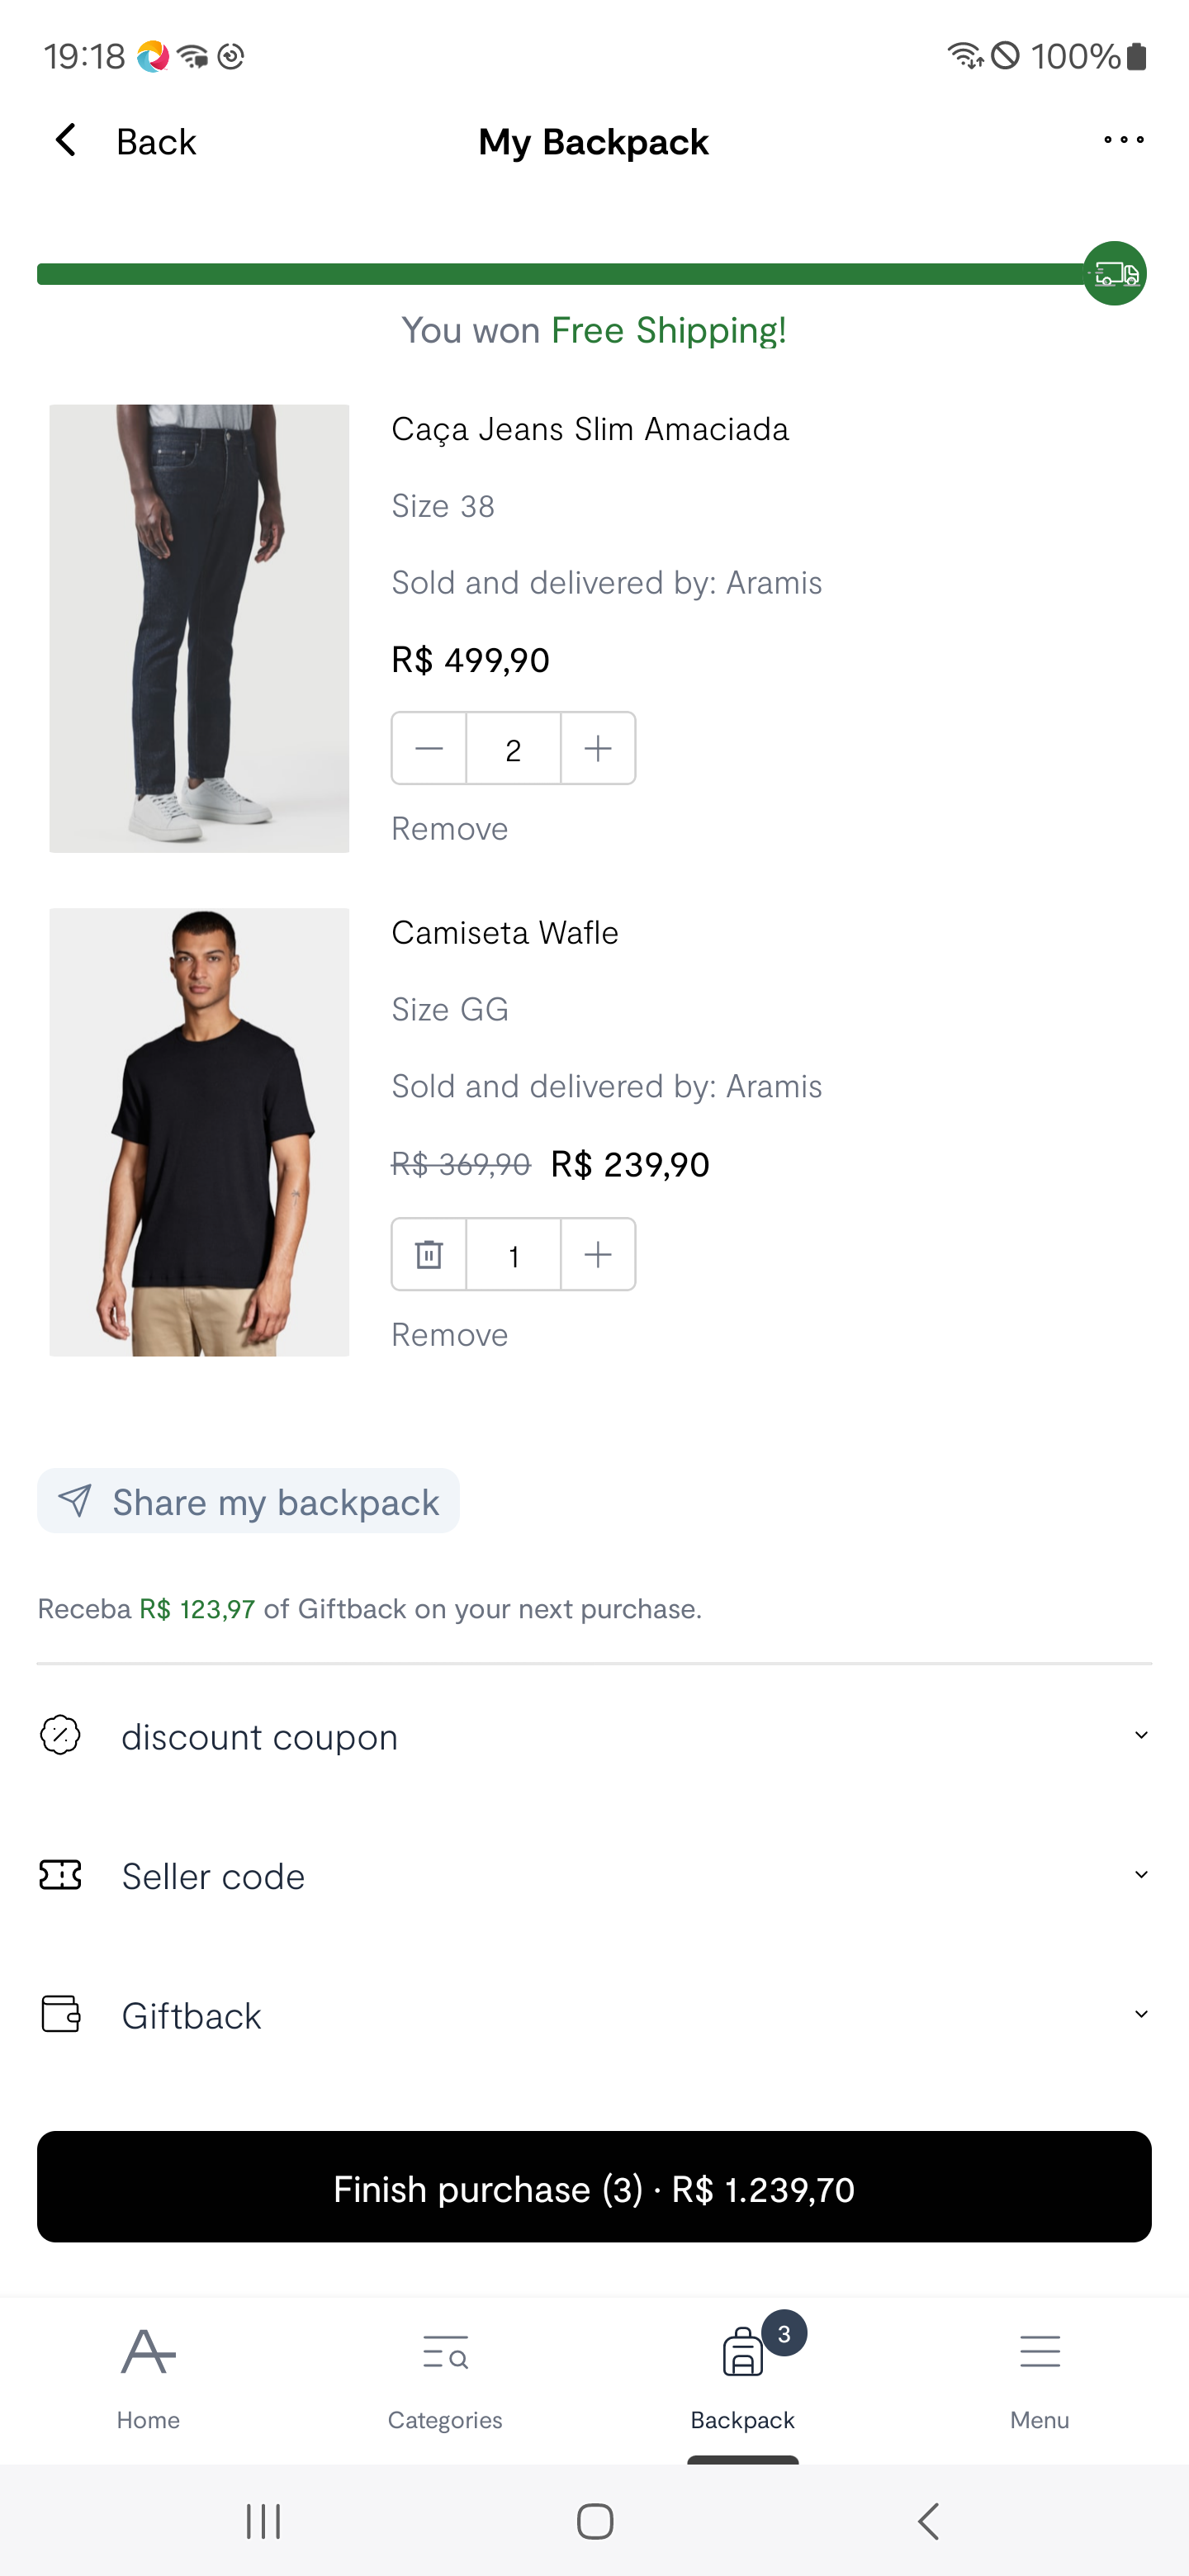 19:18
100%
Back
My Backpack
You won Free Shipping!
Caça Jeans Slim Amaciada
Size 38
Sold and delivered by: Aramis
R$ 499,90
2
Remove
Camiseta Wafle
Size GG
Sold and delivered by: Aramis
R$ 369,90 R$ 239,90
1
Remove
Share my backpack
Receba R$ 123,97 of Giftback on your next purchase.
discount coupon
Seller code
Giftback
Finish purchase (3) · R$ 1.239,70
3
Home
Categories
Backpack
Menu